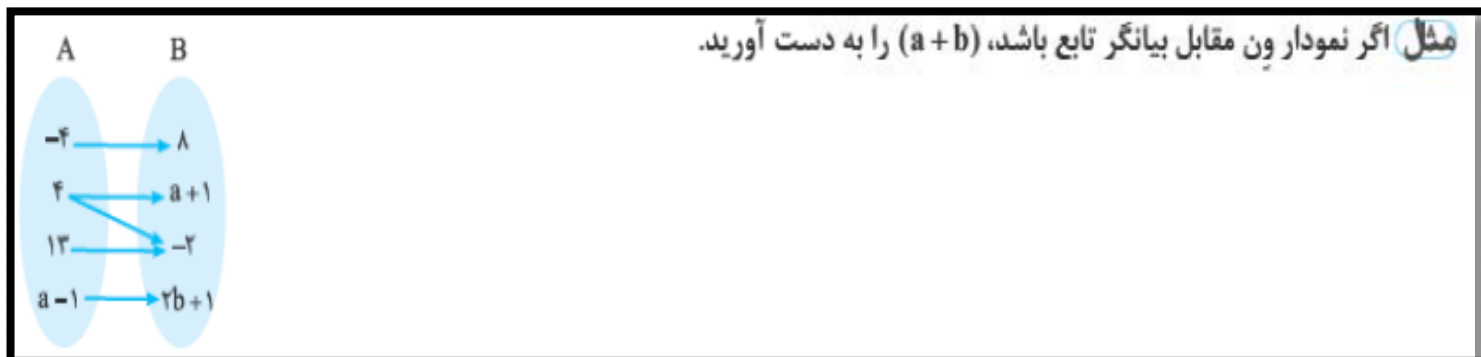 مثال اگر نمودار وِن مقابل بیانگر تابع باشد، (a+b) را به دست آورید.
A B
-۴ ۸
۴ a+۱
۱۳ -۲
a-۱ ۲b+۱